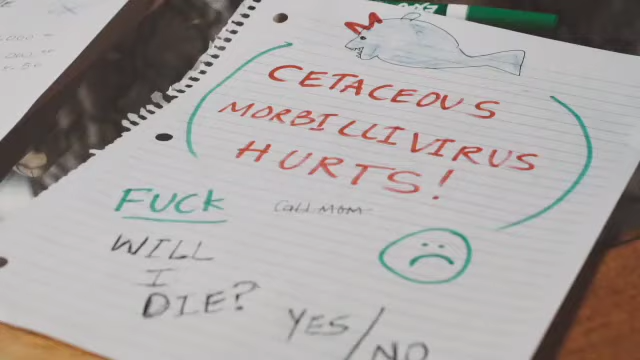 CETACEOUS
MORBILLIVIRUS
HURTS!
FUCK
CALL MOM
WILL
I
DIE?
YES/NO